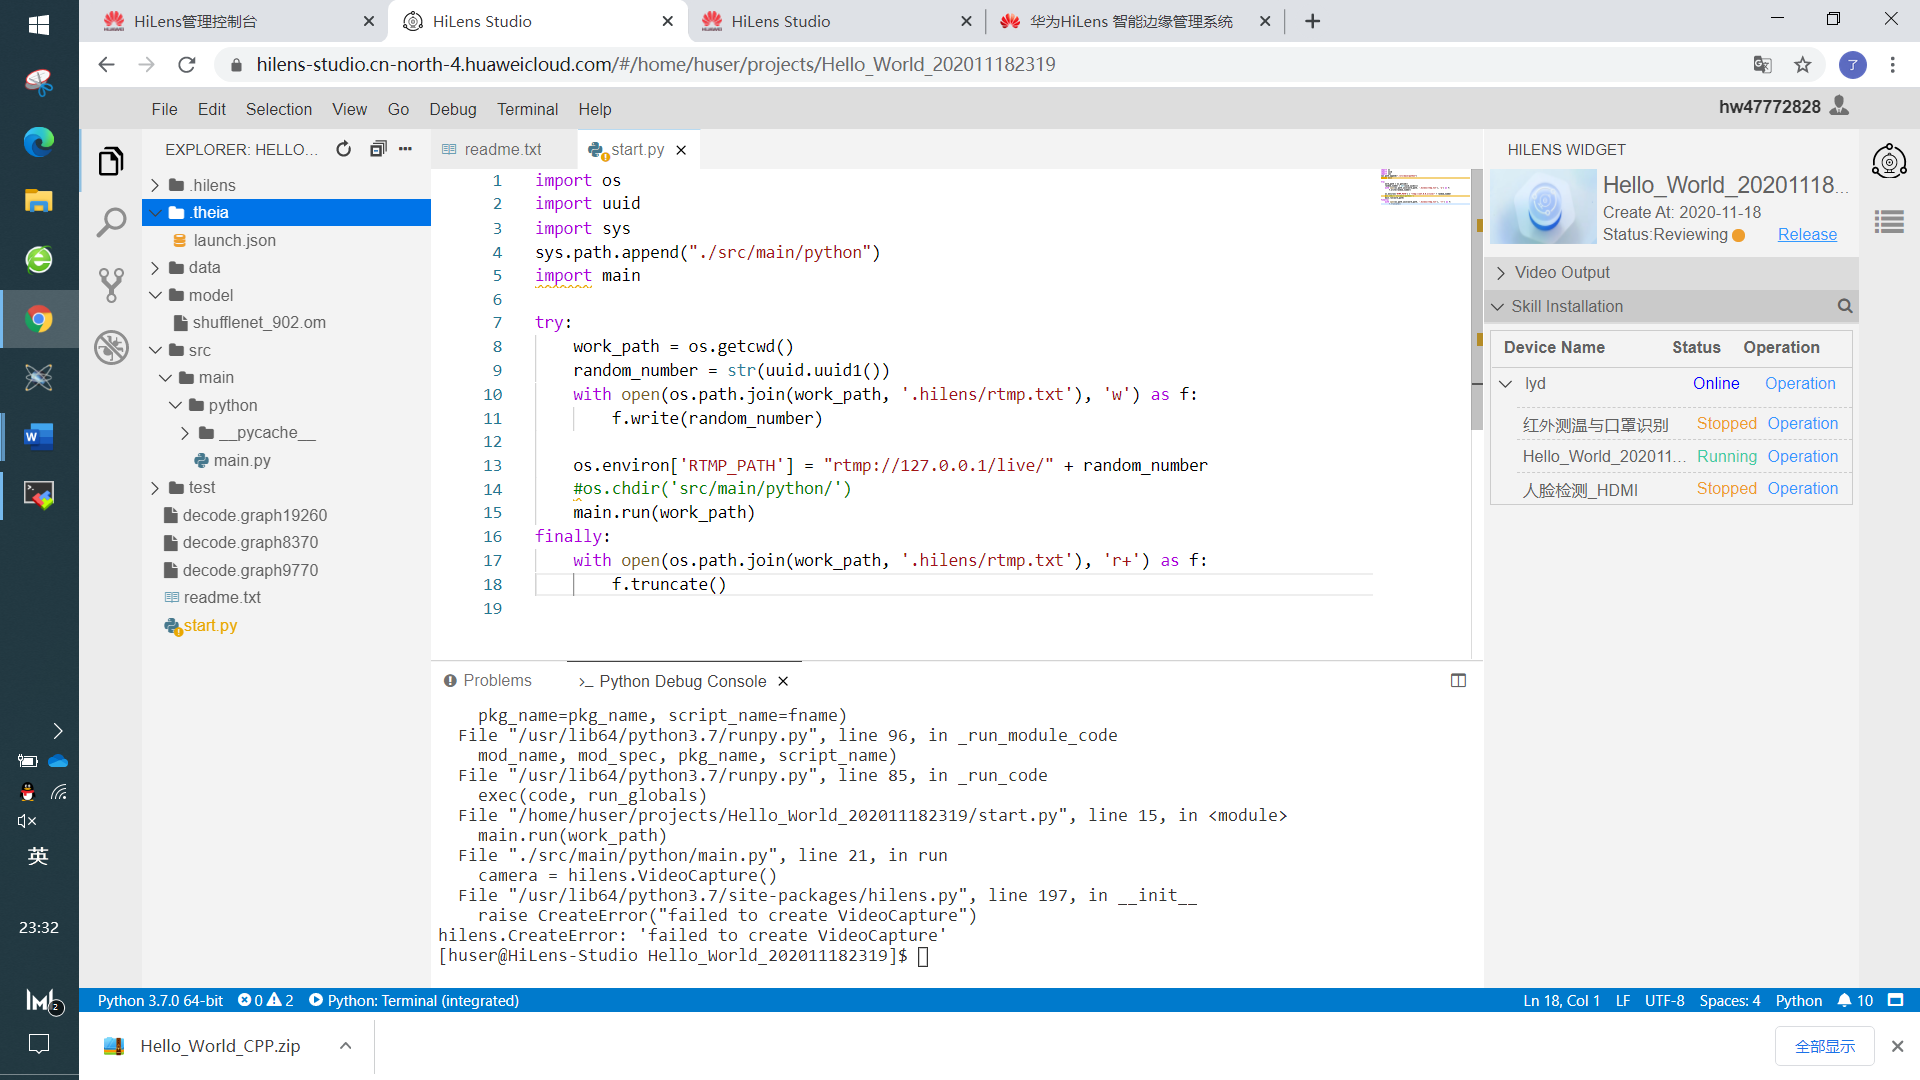 HiLens管理控制台
HiLens Studio
HiLens Studio
华为HiLens 智能边缘管理系统
hilens-studio.cn-north-4.huaweicloud.com/#/home/huser/projects/Hello_World_202011182319
了
File Edit Selection View Go Debug Terminal Help
hw47772828
EXPLORER: HELLO...
.hilens
.theia
launch.json
data
model
shufflenet_902.om
src
main
python
__pycache__
main.py
test
decode.graph19260
decode.graph8370
decode.graph9770
readme.txt
start.py
readme.txt
start.py
1 import os
2 import uuid
3 import sys
4 sys.path.append("./src/main/python")
5 import main
6
7 try:
8 work_path = os.getcwd()
9 random_number = str(uuid.uuid1())
10 with open(os.path.join(work_path, '.hilens/rtmp.txt'), 'w') as f:
11 f.write(random_number)
12
13 os.environ['RTMP_PATH'] = "rtmp://127.0.0.1/live/" + random_number
14 #os.chdir('src/main/python/')
15 main.run(work_path)
16 finally:
17 with open(os.path.join(work_path, '.hilens/rtmp.txt'), 'r+') as f:
18 f.truncate()
19
HILENS WIDGET
Hello_World_20201118...
Create At: 2020-11-18
Status:Reviewing Release
Video Output
Skill Installation
Device Name Status Operation
lyd Online Operation
红外测温与口罩识别 Stopped Operation
Hello_World_202011... Running Operation
人脸检测_HDMI Stopped Operation
Problems
Python Debug Console
pkg_name=pkg_name, script_name=fname)
File "/usr/lib64/python3.7/runpy.py", line 96, in _run_module_code
mod_name, mod_spec, pkg_name, script_name)
File "/usr/lib64/python3.7/runpy.py", line 85, in _run_code
exec(code, run_globals)
File "/home/huser/projects/Hello_World_202011182319/start.py", line 15, in <module>
main.run(work_path)
File "./src/main/python/main.py", line 21, in run
camera = hilens.VideoCapture()
File "/usr/lib64/python3.7/site-packages/hilens.py", line 197, in __init__
raise CreateError("failed to create VideoCapture")
hilens.CreateError: 'failed to create VideoCapture'
[huser@HiLens-Studio Hello_World_202011182319]$
Python 3.7.0 64-bit 0 2 Python: Terminal (integrated)
Ln 18, Col 1 LF UTF-8 Spaces: 4 Python 10
Hello_World_CPP.zip
全部显示
英
23:32
2